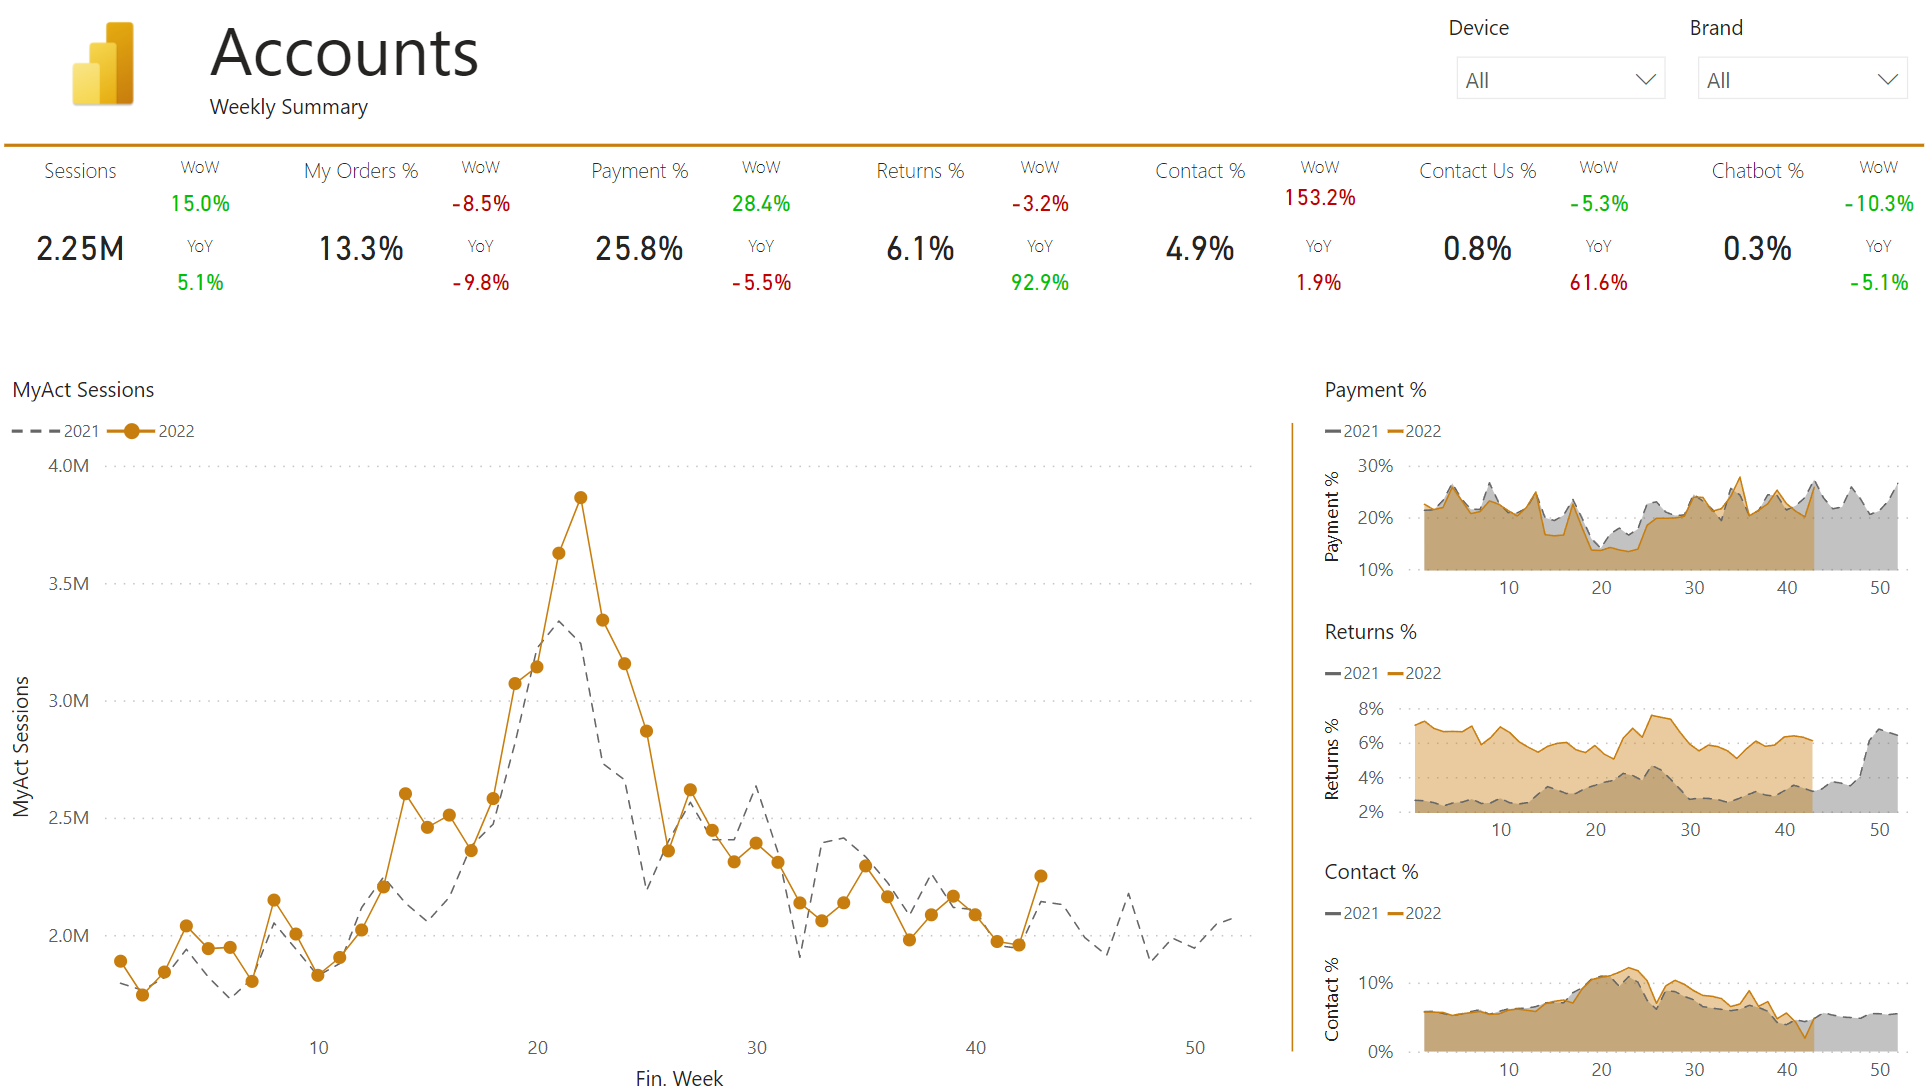 Accounts
Weekly Summary
Device
All
Brand
All
Sessions
2.25M
WoW
15.0%
YoY
5.1%
My Orders %
13.3%
WoW
-8.5%
YoY
-9.8%
Payment %
25.8%
WoW
28.4%
YoY
-5.5%
Returns %
6.1%
WoW
-3.2%
YoY
92.9%
Contact %
4.9%
WoW
153.2%
YoY
1.9%
Contact Us %
0.8%
WoW
-5.3%
YoY
61.6%
Chatbot %
0.3%
WoW
-10.3%
YoY
-5.1%
MyAct Sessions
2021 2022
MyAct Sessions
4.0M
3.5M
3.0M
2.5M
2.0M
10 20 30 40 50
Fin. Week
Payment %
2021 2022
Payment %
30%
20%
10%
10 20 30 40 50
Returns %
2021 2022
Returns %
8%
6%
4%
2%
10 20 30 40 50
Contact %
2021 2022
Contact %
10%
0%
10 20 30 40 50